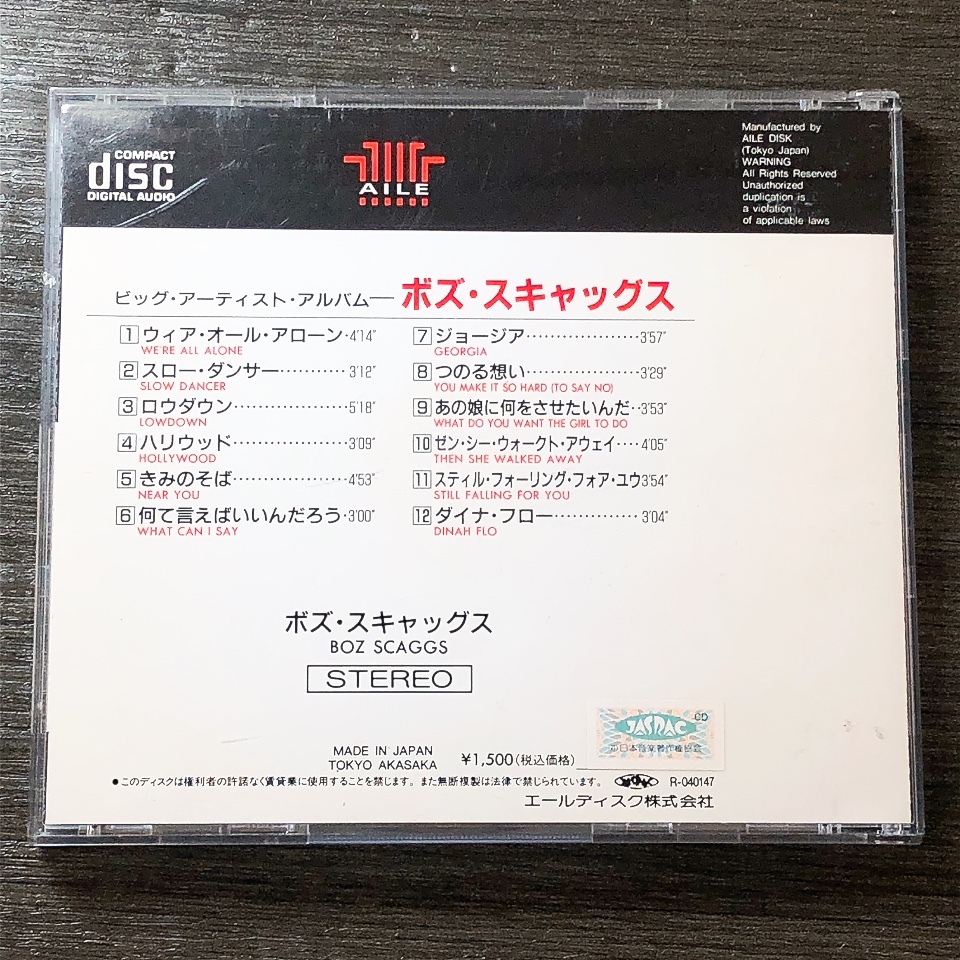 COMPACT
disc
DIGITAL AUDIO
AILE
Manufactured by
AILE DISK
(Tokyo Japan)
WARNING
All Rights Reserved
Unauthorized
duplication is
a violation
of applicable laws
ビッグ・アーティスト・アルバム━ボズ・スキャッグス
1 ウィア・オール・アローン・4'14"
WE'RE ALL ALONE
2 スロー・ダンサー・・・・・・・・・・ 3'12"
SLOW DANCER
3 ロウダウン・・・・・・・・・・・・・・・・・5'18"
LOWDOWN
4 ハリウッド・・・・・・・・・・・・・・・・・3'09"
HOLLYWOOD
5 きみのそば・・・・・・・・・・・・・・・・・4'53"
NEAR YOU
6 何て言えばいいんだろう・3'00"
WHAT CAN I SAY
7 ジョージア・・・・・・・・・・・・・・・・・3'57"
GEORGIA
8 つのる想い・・・・・・・・・・・・・・・・・3'29"
YOU MAKE IT SO HARD (TO SAY NO)
9 あの娘に何をさせたいんだ・・3'53"
WHAT DO YOU WANT THE GIRL TO DO
10 ゼン・シー・ウォークト・アウェイ・・・・4'05"
THEN SHE WALKED AWAY
11 スティル・フォーリング・フォア・ユウ3'54"
STILL FALLING FOR YOU
12 ダイナ・フロー・・・・・・・・・・・・・3'04"
DINAH FLO
ボズ・スキャッグス
BOZ SCAGGS
STEREO
JASRAC CD
日本音楽著作権協会
MADE IN JAPAN
TOKYO AKASAKA
¥1,500(税込価格)
●このディスクは権利者の許諾なく賃貸業に使用することを禁じます。また無断複製は法律で禁じられています。 R-040147
エールディスク株式会社